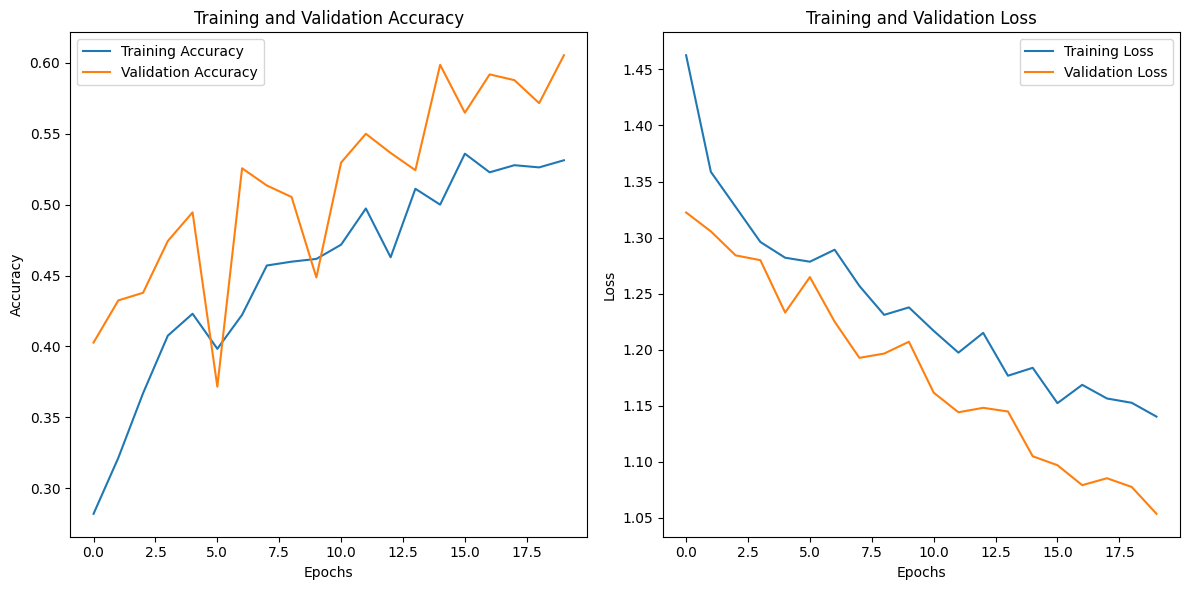 Training and Validation Accuracy
Training Accuracy
Validation Accuracy
0.60
0.55
0.50
0.45
0.40
0.35
0.30
Accuracy
0.0 2.5 5.0 7.5 10.0 12.5 15.0 17.5
Epochs
Training and Validation Loss
Training Loss
Validation Loss
1.45
1.40
1.35
1.30
1.25
1.20
1.15
1.10
1.05
Loss
0.0 2.5 5.0 7.5 10.0 12.5 15.0 17.5
Epochs